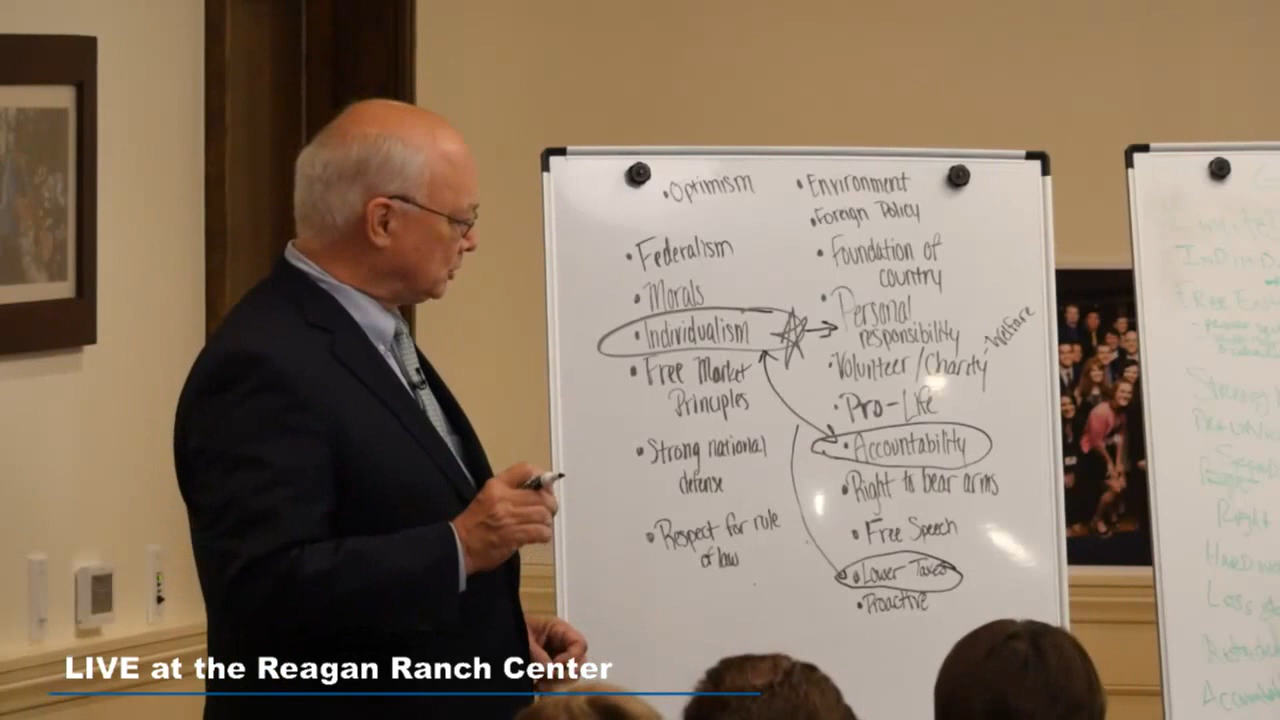 • Optimism
• Federalism
• Morals
• Individualism
• Free Market
Principles
• Strong national
defense
• Respect for rule
of law
• Environment
• Foreign Policy
• Foundation of
country
• Personal
responsibility
• Volunteer/Charity-Welfare
• Pro-Life
• Accountability
• Right to bear arms
• Free Speech
• Lower Taxes
• Proactive
Strong
Right
LIVE at the Reagan Ranch Center